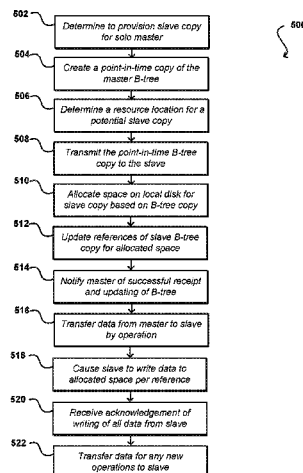 502
Determine to provision slave copy
for solo master
500
504
Create a point-in-time copy of the
master B-tree
506
Determine a resource location for a
potential slave copy
508
Transmit the point-in-time B-tree
copy to the slave
510
Allocate space on local disk for
slave copy based on B-tree copy
512
Update references of slave B-tree
copy for allocated space
514
Notify master of successful receipt
and updating of B-tree
516
Transfer data from master to slave
by operation
518
Cause slave to write data to
allocated space per reference
520
Receive acknowledgement of
writing of all data from slave
522
Transfer data for any new
operations to slave